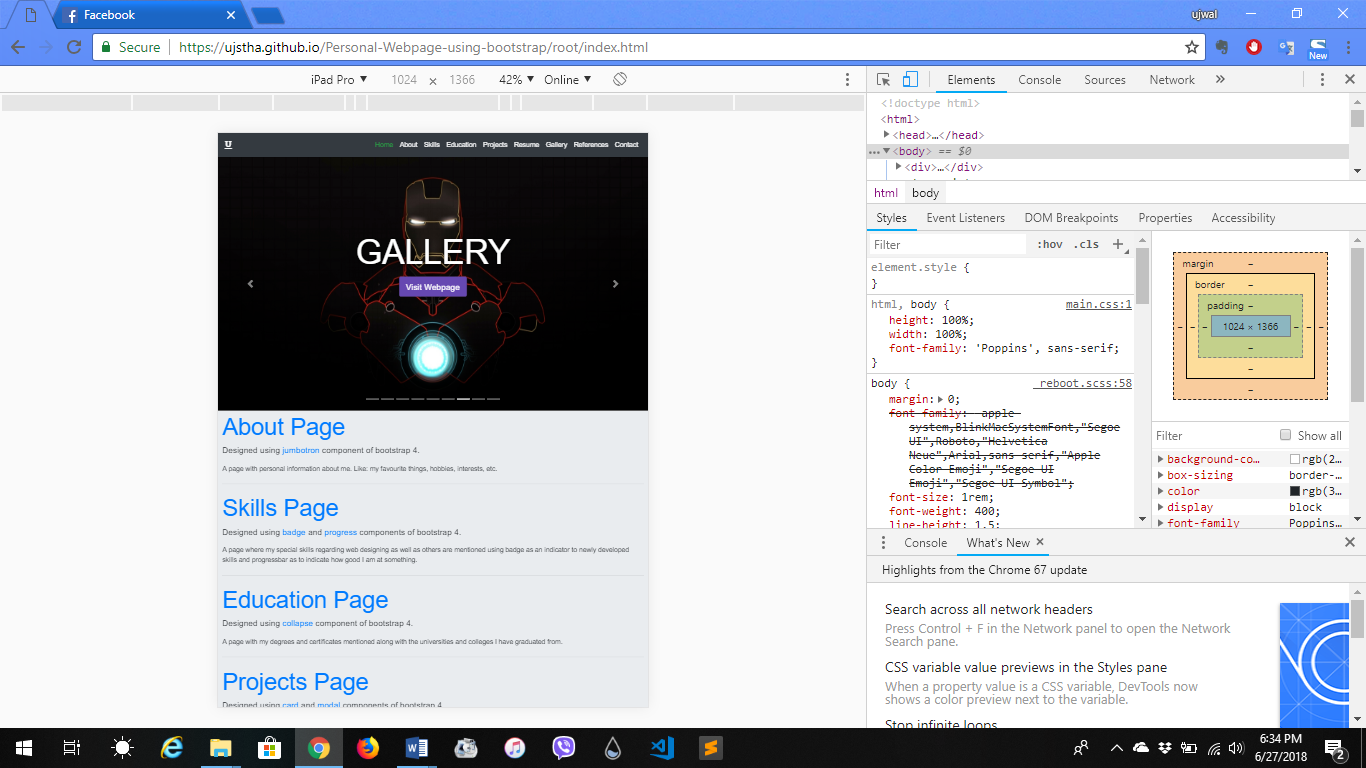 Facebook
ujwal
Secure
https://ujstha.github.io/Personal-Webpage-using-bootstrap/root/index.html
New
iPad Pro ▼ 1024 × 1366 42% ▼ Online ▼
Elements Console Sources Network »
<!doctype html>
<html>
▶<head>…</head>
…▼<body> == $0
▶<div>…</div>
html body
Styles Event Listeners DOM Breakpoints Properties Accessibility
Filter :hov .cls +
element.style {
}
html, body { main.css:1
height: 100%;
width: 100%;
font-family: 'Poppins', sans-serif;
}
body { _reboot.scss:58
margin:▶ 0;
font-family: -apple-
system,BlinkMacSystemFont,"Segoe
UI",Roboto,"Helvetica
Neue",Arial,sans-serif,"Apple
Color Emoji","Segoe UI
Emoji","Segoe UI Symbol";
font-size: 1rem;
font-weight: 400;
line-height: 1.5;
margin –
border –
padding –
– – – 1024 × 1366 – – –
–
–
–
Filter Show all
▶ background-co… rgb(2…
▶ box-sizing border-…
▶ color rgb(3…
▶ display block
▶ font-family Poppins…
U
Home About Skills Education Projects Resume Gallery References Contact
GALLERY
Visit Webpage
About Page
Designed using jumbotron component of bootstrap 4.
A page with personal information about me. Like: my favourite things, hobbies, interests, etc.
Skills Page
Designed using badge and progress components of bootstrap 4.
A page where my special skills regarding web designing as well as others are mentioned using badge as an indicator to newly developed
skills and progressbar as to indicate how good I am at something.
Education Page
Designed using collapse component of bootstrap 4.
A page with my degrees and certificates mentioned along with the universities and colleges I have graduated from.
Projects Page
Designed using card and modal components of bootstrap 4.
Console What's New ×
Highlights from the Chrome 67 update
Search across all network headers
Press Control + F in the Network panel to open the Network
Search pane.
CSS variable value previews in the Styles pane
When a property value is a CSS variable, DevTools now
shows a color preview next to the variable.
Stop infinite loops
6:34 PM
6/27/2018
2